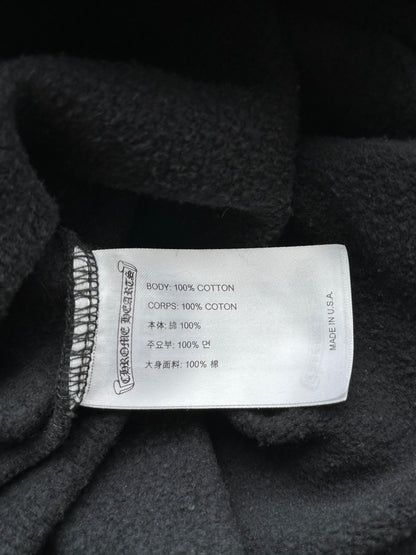 CHROME HEARTS
BODY: 100% COTTON
CORPS: 100% COTON
本体: 綿 100%
주요부: 100% 면
大身面料: 100% 棉
MADE IN U.S.A.